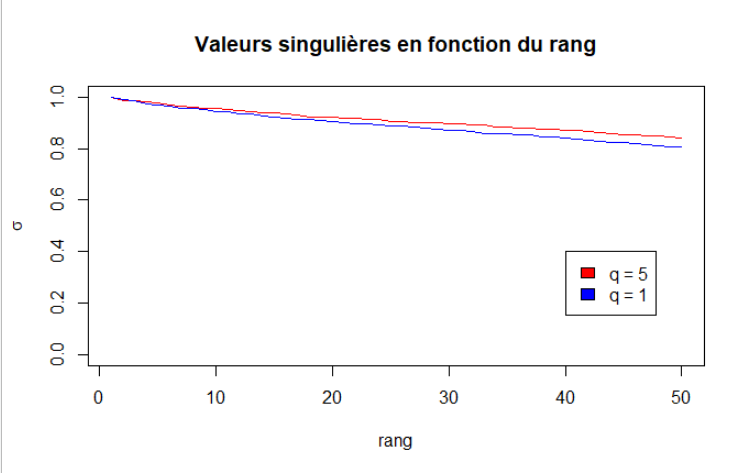 Valeurs singulières en fonction du rang
1.0
0.8
0.6
0.4
0.2
0.0
σ
q = 5
q = 1
0 10 20 30 40 50
rang